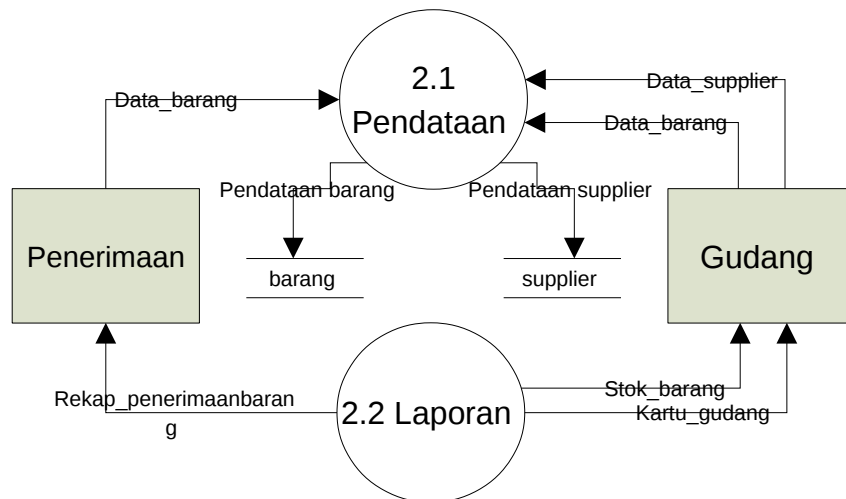 2.1
Pendataan
Data_supplier
Data_barang
Data_barang
Pendataan barang
Pendataan supplier
Penerimaan
Gudang
barang
supplier
Stok_barang
Rekap_penerimaanbaran
g
2.2 Laporan
Kartu_gudang